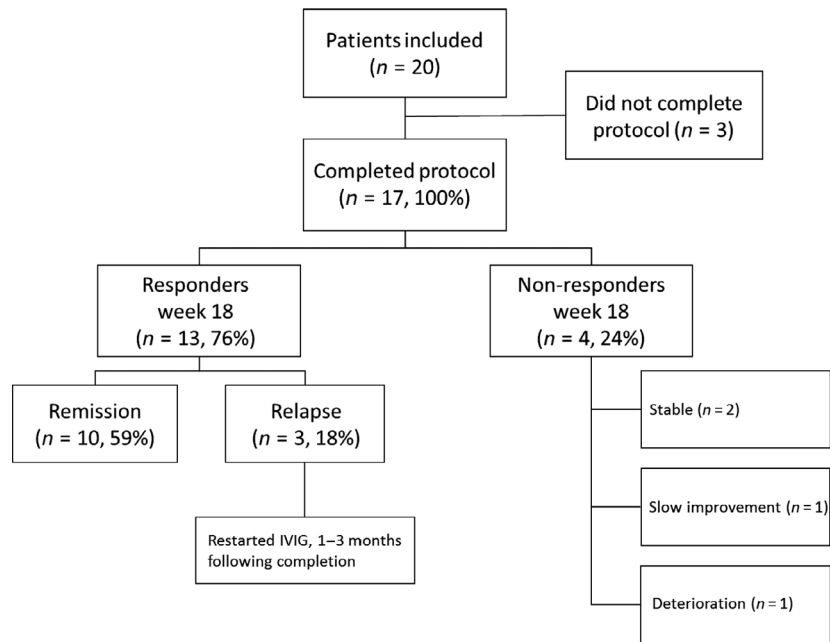 Patients included
(n = 20)
Did not complete
protocol (n = 3)
Completed protocol
(n = 17, 100%)
Responders
week 18
(n = 13, 76%)
Non-responders
week 18
(n = 4, 24%)
Remission
(n = 10, 59%)
Relapse
(n = 3, 18%)
Restarted IVIG, 1–3 months
following completion
Stable (n = 2)
Slow improvement (n = 1)
Deterioration (n = 1)